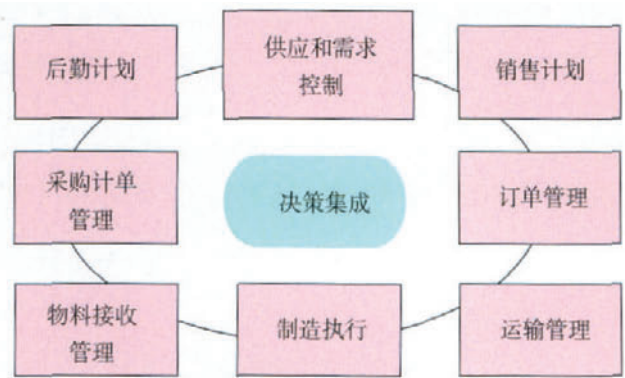 后勤计划
供应和需求
控制
销售计划
采购计单
管理
决策集成
订单管理
物料接收
管理
制造执行
运输管理